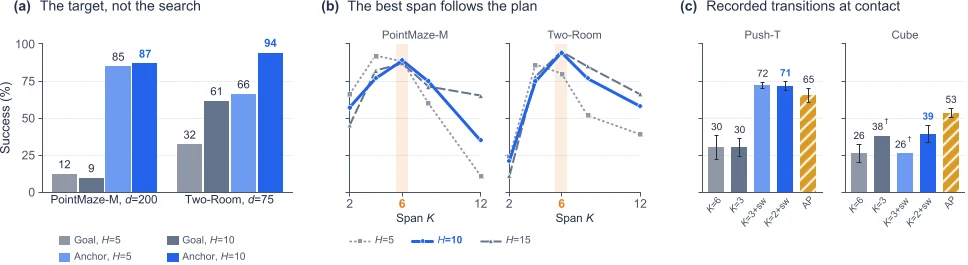 (a) The target, not the search
Success (%)
100
75
50
25
0
12
9
85
87
32
61
66
94
PointMaze-M, d=200
Two-Room, d=75
Goal, H=5
Goal, H=10
Anchor, H=5
Anchor, H=10
(b) The best span follows the plan
PointMaze-M
Two-Room
2
6
12
2
6
12
Span K
Span K
H=5
H=10
H=15
(c) Recorded transitions at contact
Push-T
Cube
30
30
72
71
65
26
38†
26†
39
53
K=6
K=3
K=3+sw
K=2+sw
AP
K=6
K=3
K=3+sw
K=2+sw
AP